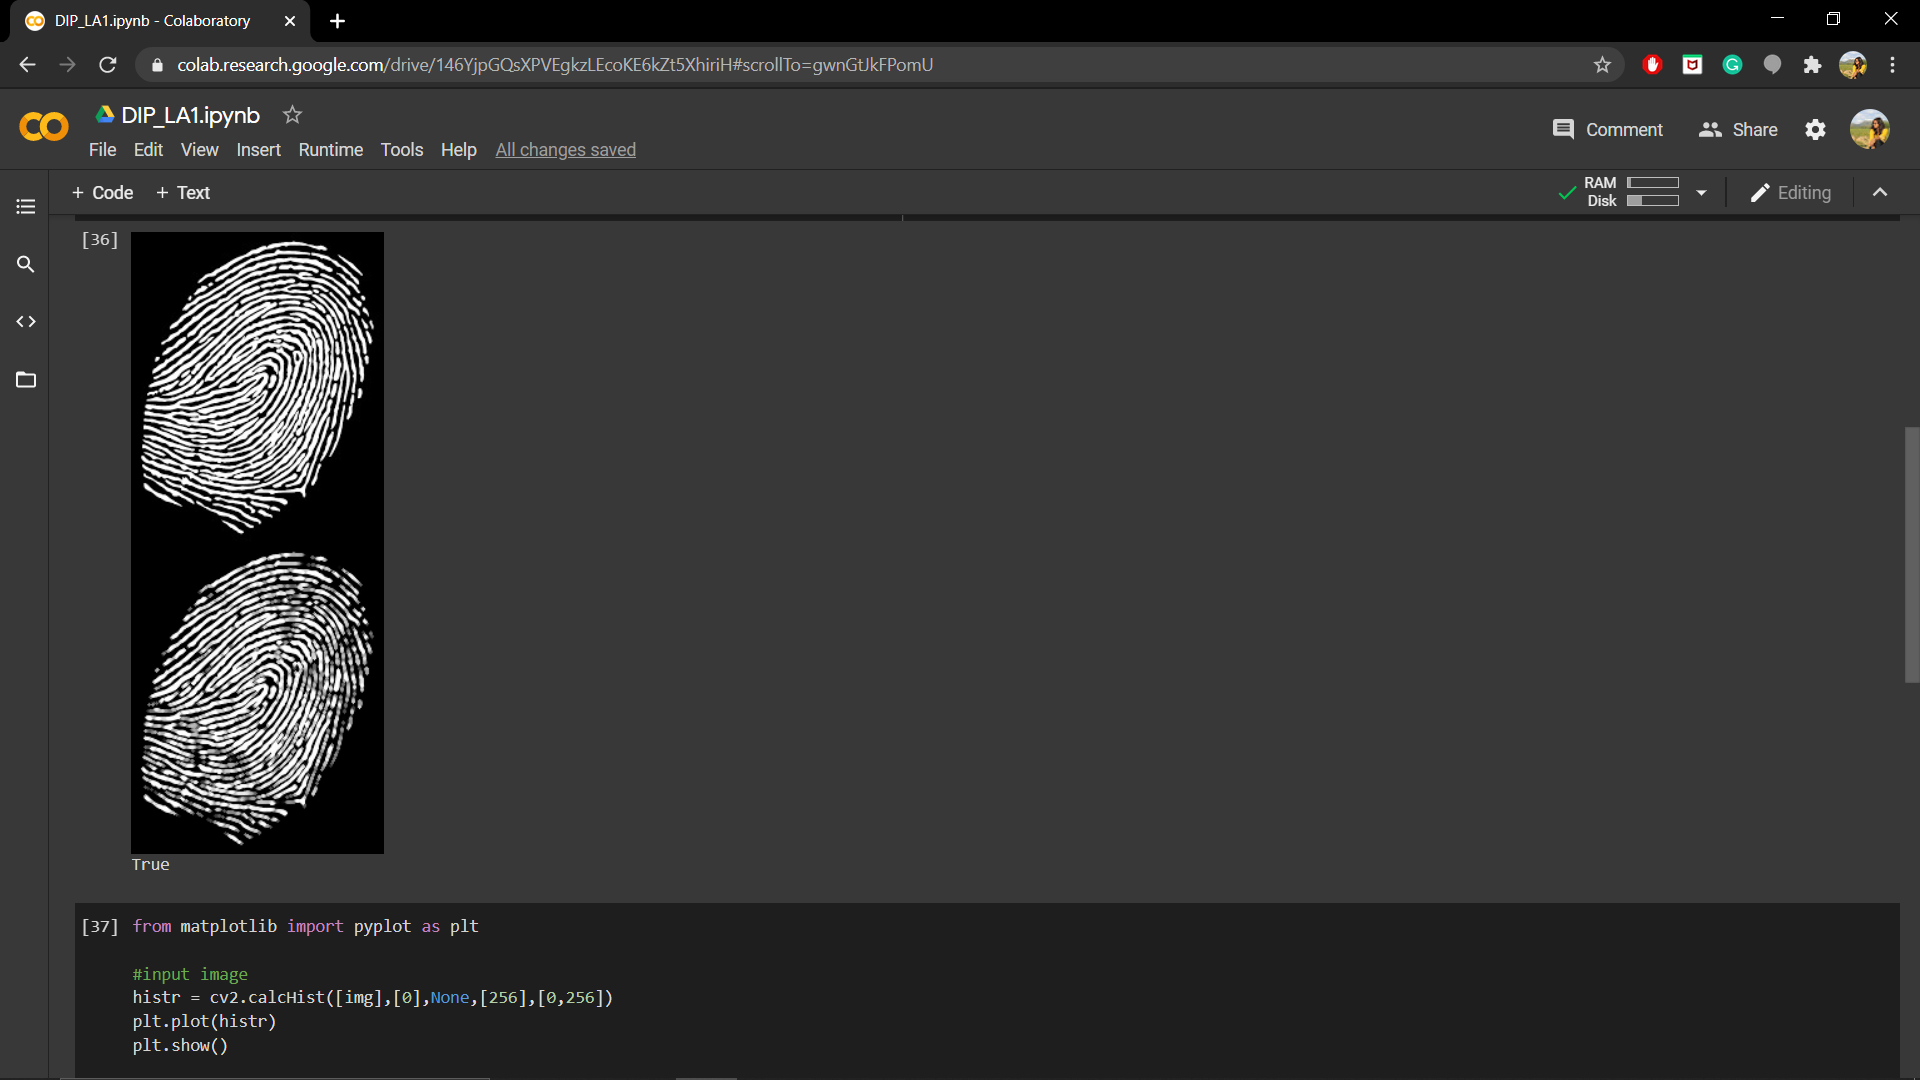 DIP_LA1.ipynb - Colaboratory
colab.research.google.com/drive/146YjpGQsXPVEgkzLEcoKE6kZt5XhiriH#scrollTo=gwnGtJkFPomU
DIP_LA1.ipynb
Comment
Share
File Edit View Insert Runtime Tools Help All changes saved
+ Code + Text
RAM
Disk
Editing
[36]
True
[37] from matplotlib import pyplot as plt
#input image
histr = cv2.calcHist([img],[0],None,[256],[0,256])
plt.plot(histr)
plt.show()